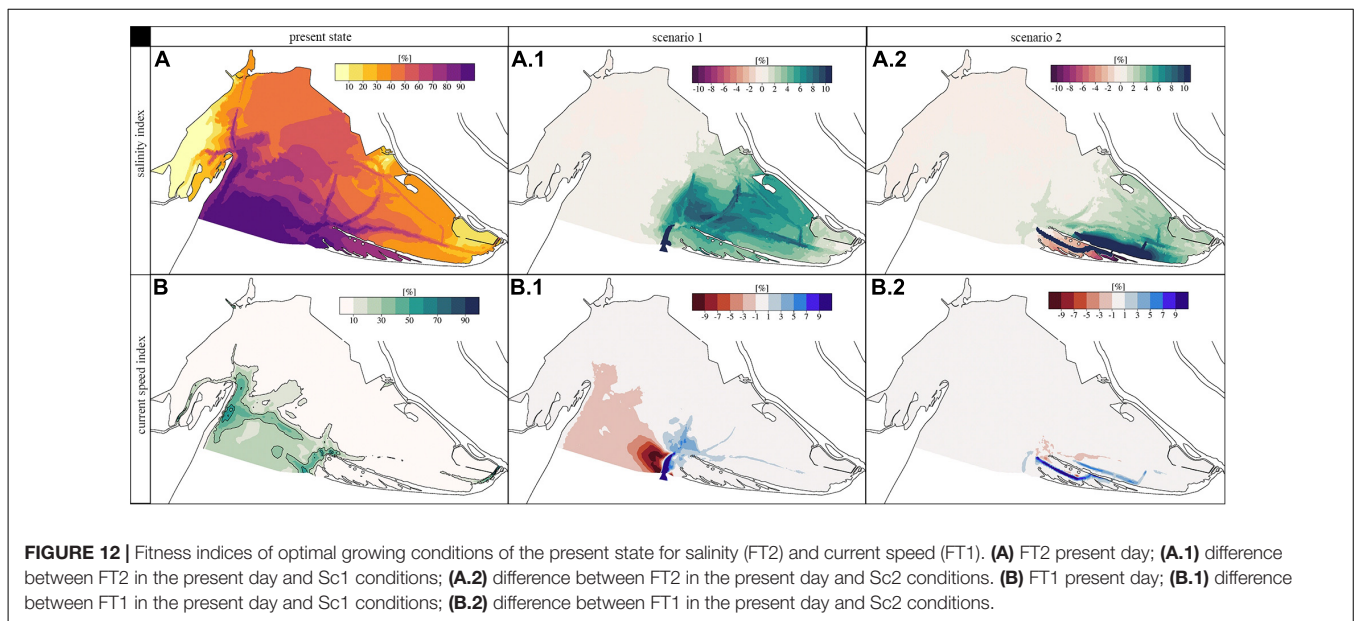 present state
scenario 1
scenario 2
salinity index
A
[%]
10 20 30 40 50 60 70 80 90
A.1
[%]
-10 -8 -6 -4 -2 0 2 4 6 8 10
A.2
[%]
-10 -8 -6 -4 -2 0 2 4 6 8 10
current speed index
B
[%]
10 30 50 70 90
B.1
[%]
-9 -7 -5 -3 -1 1 3 5 7 9
B.2
[%]
-9 -7 -5 -3 -1 1 3 5 7 9
FIGURE 12 | Fitness indices of optimal growing conditions of the present state for salinity (FT2) and current speed (FT1). (A) FT2 present day; (A.1) difference
between FT2 in the present day and Sc1 conditions; (A.2) difference between FT2 in the present day and Sc2 conditions. (B) FT1 present day; (B.1) difference
between FT1 in the present day and Sc1 conditions; (B.2) difference between FT1 in the present day and Sc2 conditions.